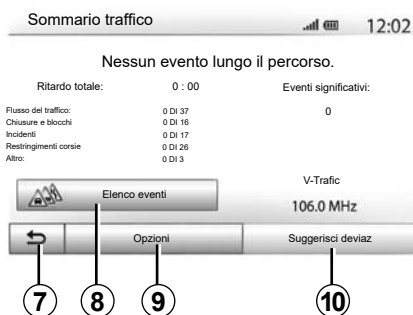 Sommario traffico 12:02
Nessun evento lungo il percorso.
Ritardo totale: 0 : 00 Eventi significativi:
Flusso del traffico: 0 DI 37 0
Chiusure e blocchi 0 DI 16
Incidenti 0 DI 17
Restringimenti corsie 0 DI 26
Altro: 0 DI 3
Elenco eventi V-Trafic
106.0 MHz
Opzioni Suggerisci deviaz
7 8 9 10